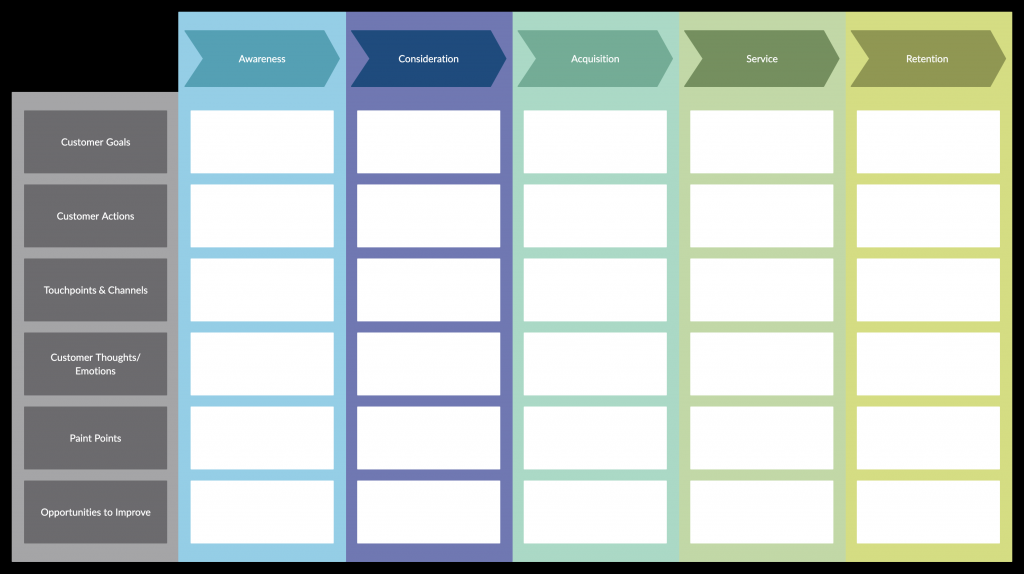 Awareness
Consideration
Acquisition
Service
Retention
Customer Goals
Customer Actions
Touchpoints & Channels
Customer Thoughts/
Emotions
Paint Points
Opportunities to Improve